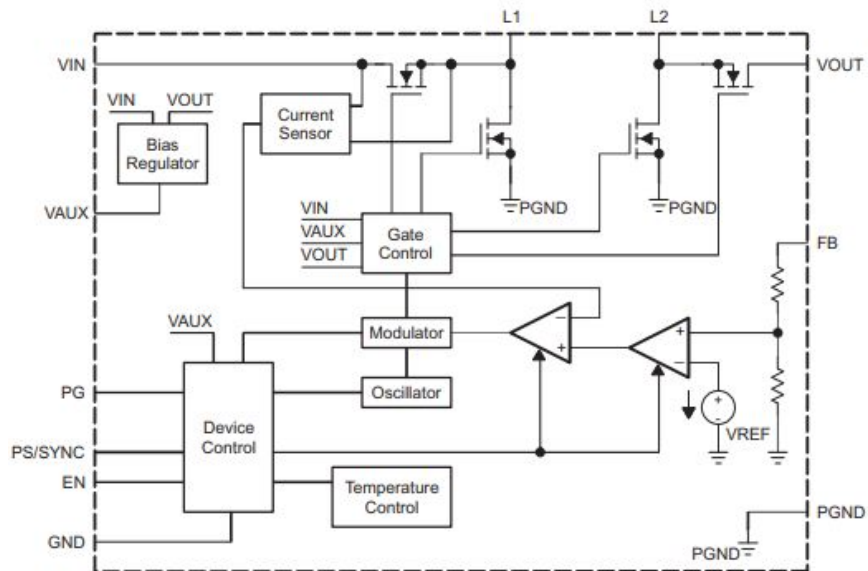 L1
L2
VIN
VOUT
VIN
VOUT
Current
Sensor
Bias
Regulator
VAUX
PGND
PGND
VIN
VAUX
VOUT
Gate
Control
FB
VAUX
Modulator
−
+
+
−
PG
Oscillator
Device
Control
+
-
VREF
PS/SYNC
EN
Temperature
Control
GND
PGND
PGND